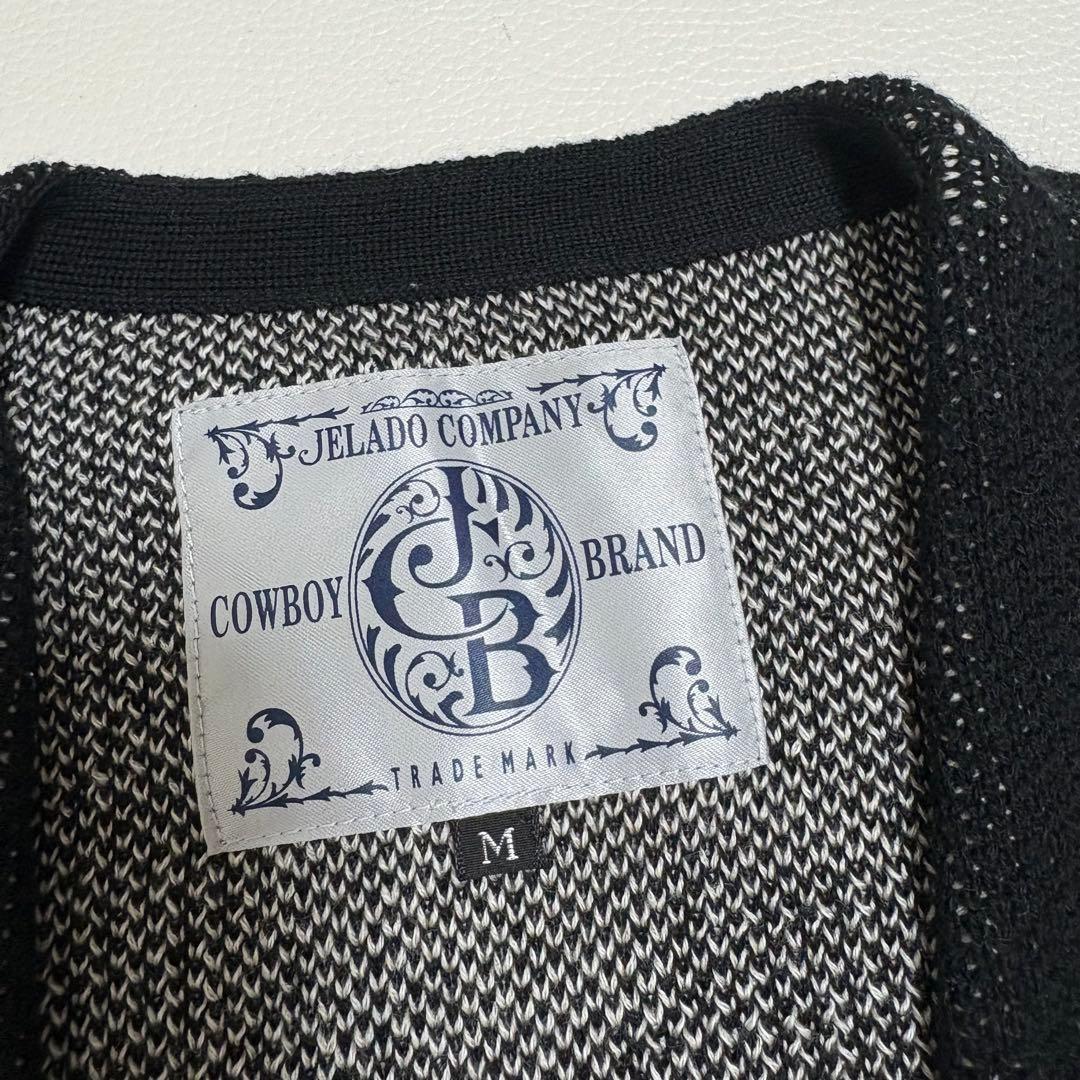 JELADO COMPANY
COWBOY BRAND
JCB
TRADE MARK
M